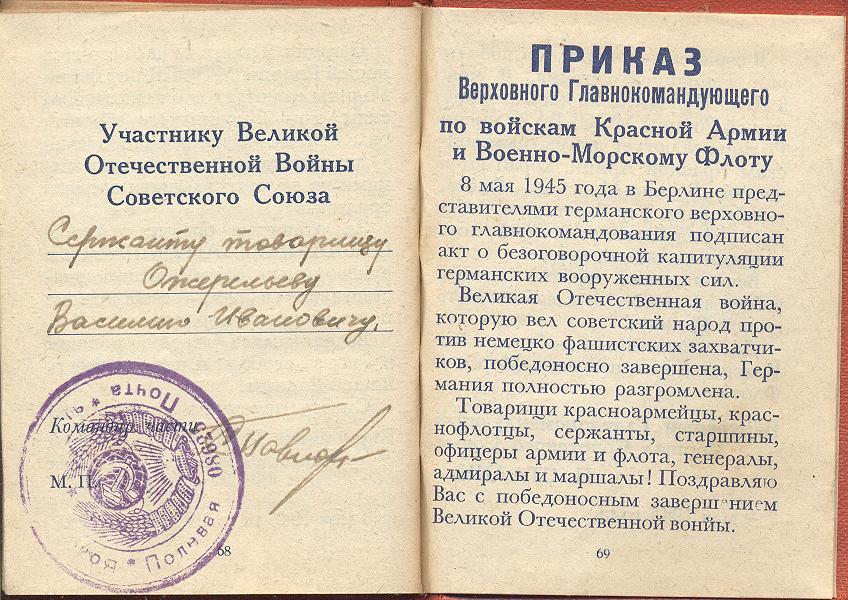 Участнику Великой
Отечественной Войны
Советского Союза
Сержанту товарищу
Ожерельеву
Василию Ивановичу.
Командир части
М. П.
Полевая * Почта *
08623
68
ПРИКАЗ
Верховного Главнокомандующего
по войскам Красной Армии
и Военно-Морскому Флоту
8 мая 1945 года в Берлине пред-
ставителями германского верховно-
го главнокомандования подписан
акт о безоговорочной капитуляции
германских вооруженных сил.
Великая Отечественная война,
которую вел советский народ про-
тив немецко фашистских захватчи-
ков, победоносно завершена, Гер-
мания полностью разгромлена.
Товарищи красноармейцы, крас-
нофлотцы, сержанты, старшины,
офицеры армии и флота, генералы,
адмиралы и маршалы! Поздравляю
Вас с победоносным завершением
Великой Отечественной вонйы.
69